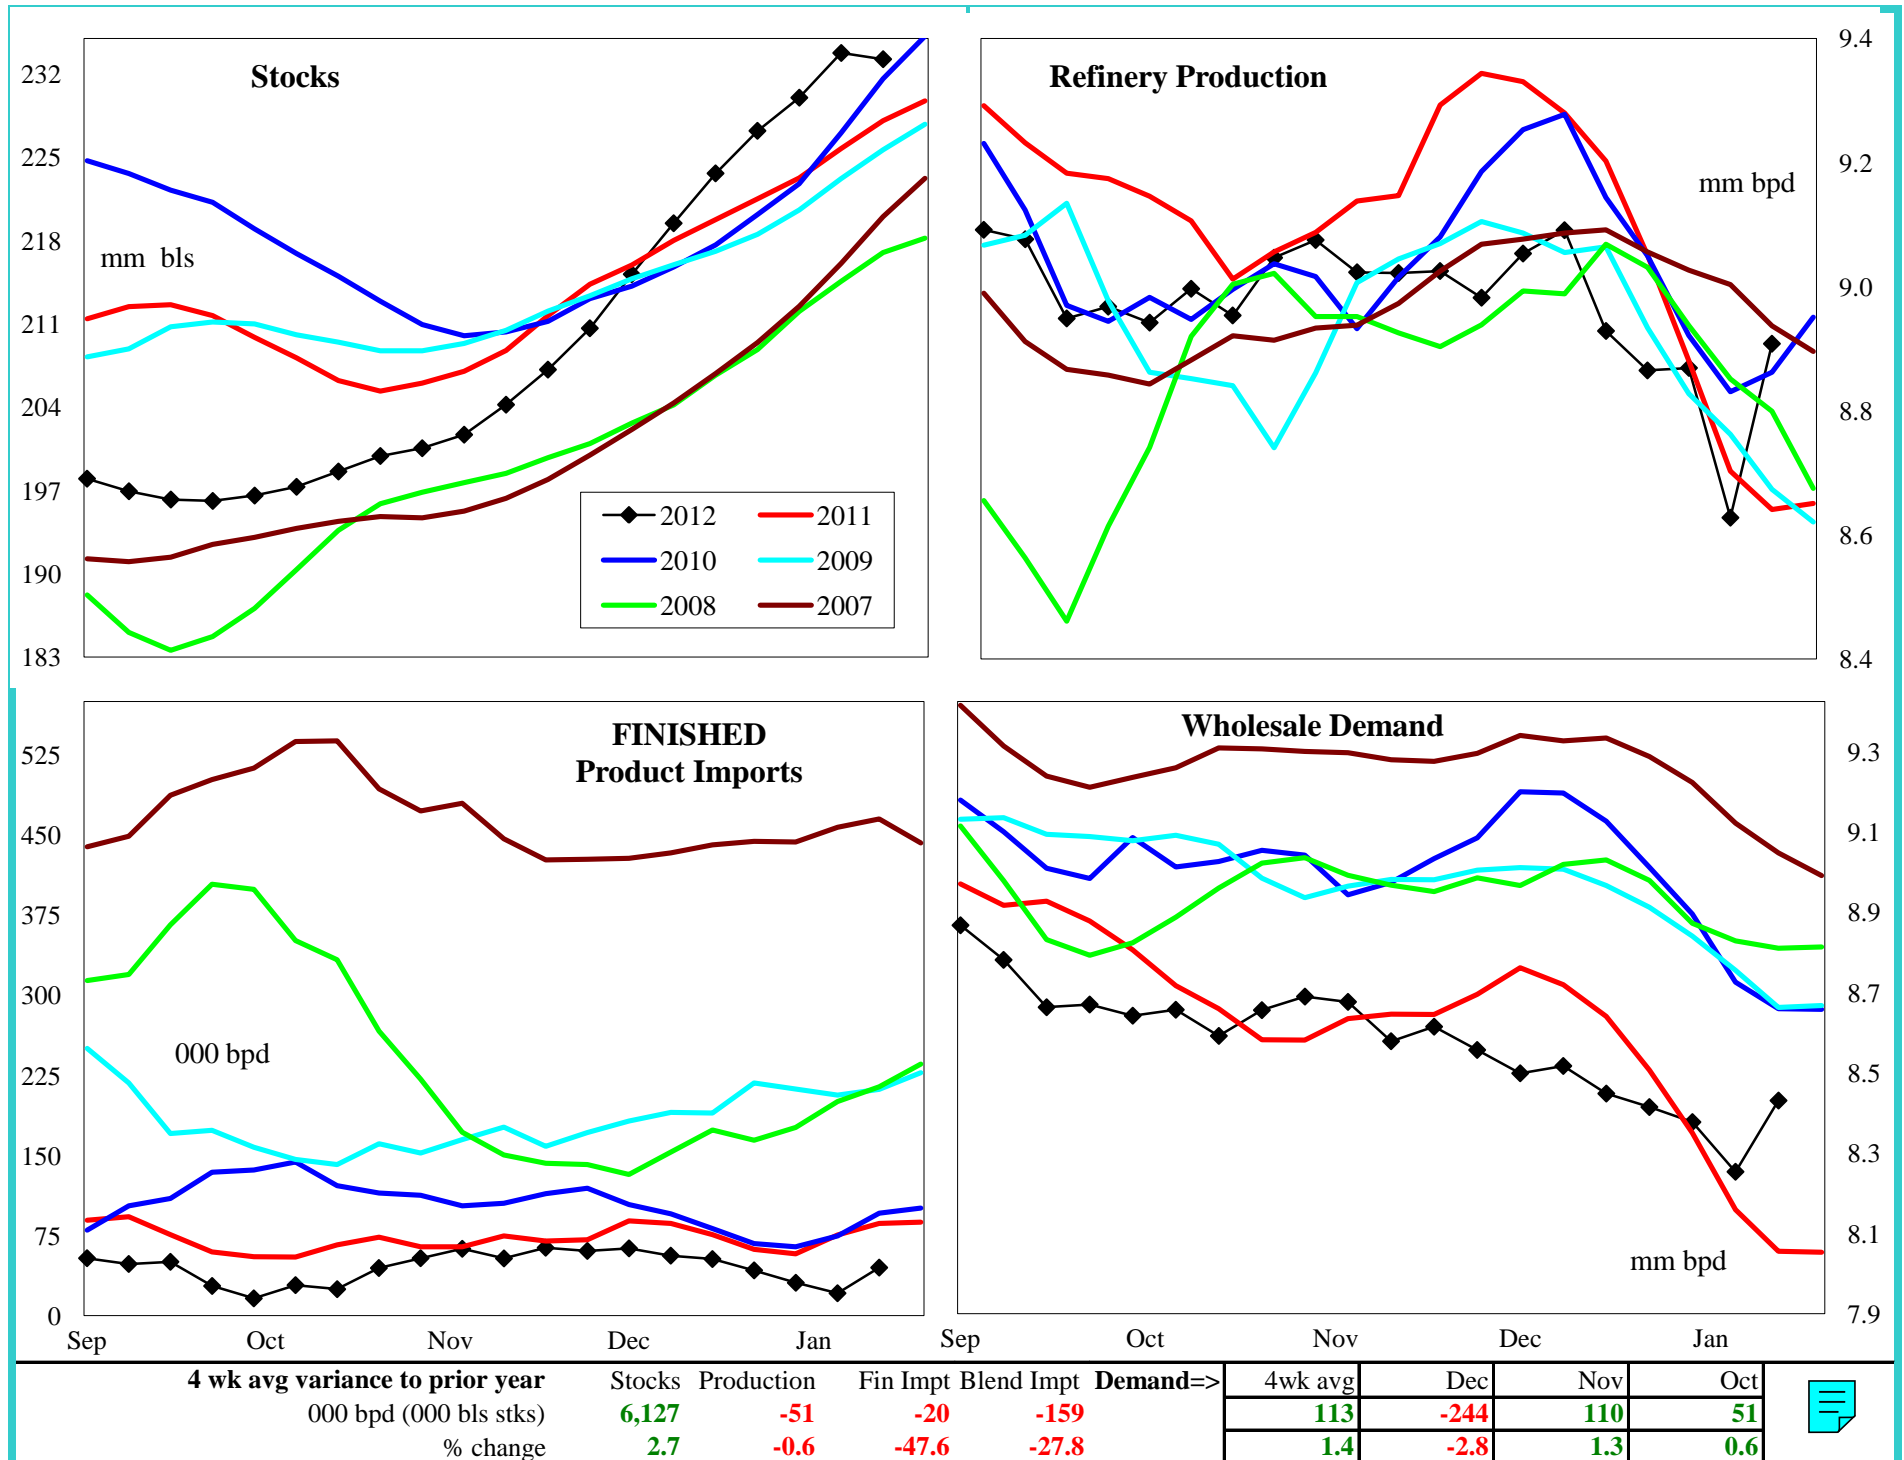 Stocks
232
225
218
211
204
197
190
183
mm bls
2012
2011
2010
2009
2008
2007
Refinery Production
mm bpd
9.4
9.2
9.0
8.8
8.6
8.4
FINISHED
Product Imports
525
450
375
300
225
150
75
0
000 bpd
Sep Oct Nov Dec Jan
Wholesale Demand
9.3
9.1
8.9
8.7
8.5
8.3
8.1
7.9
mm bpd
Sep Oct Nov Dec Jan
4 wk avg variance to prior year Stocks Production Fin Impt Blend Impt Demand=> 4wk avg Dec Nov Oct
000 bpd (000 bls stks) 6,127 -51 -20 -159 113 -244 110 51
% change 2.7 -0.6 -47.6 -27.8 1.4 -2.8 1.3 0.6